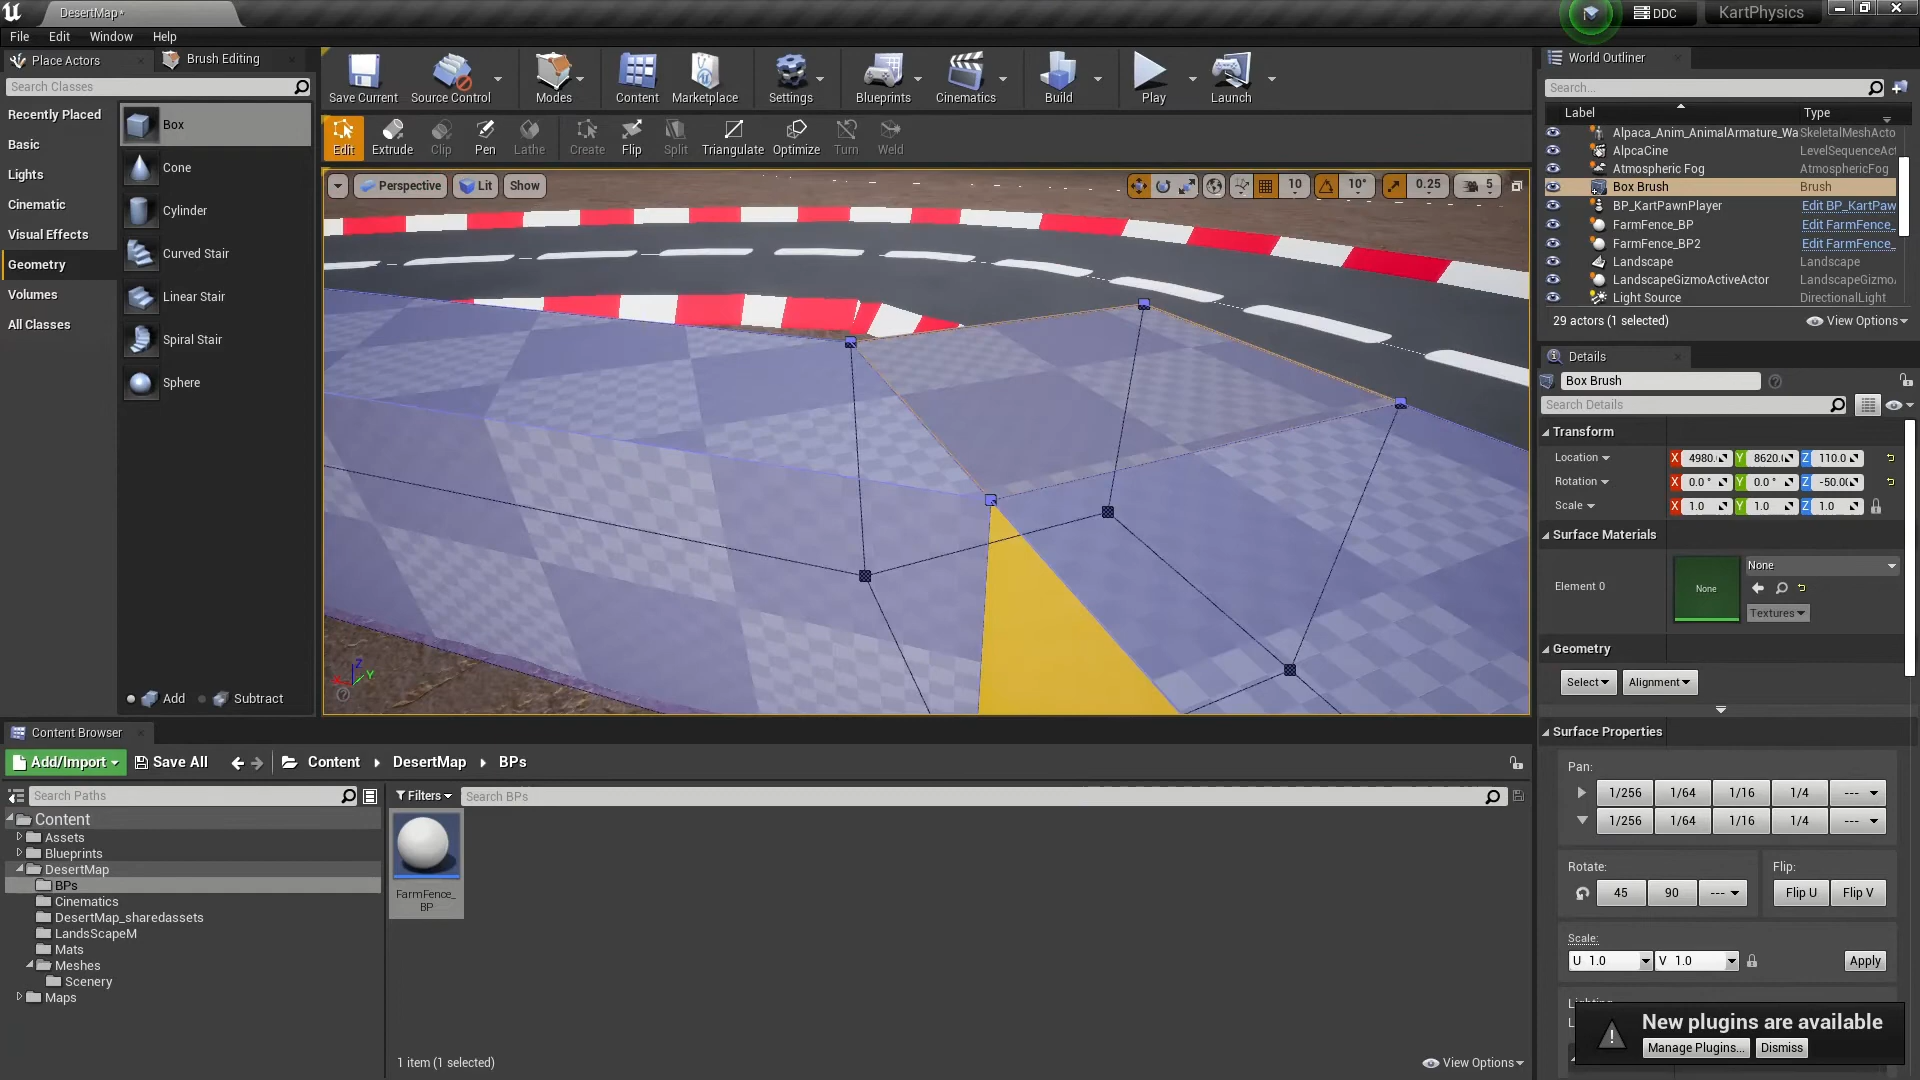 DesertMap*
DDC
KartPhysics
File
Edit
Window
Help
Place Actors
Brush Editing
Search Classes
Recently Placed
Basic
Lights
Cinematic
Visual Effects
Geometry
Volumes
All Classes
Box
Cone
Cylinder
Curved Stair
Linear Stair
Spiral Stair
Sphere
Add
Subtract
Save Current
Source Control
Modes
Content
Marketplace
Settings
Blueprints
Cinematics
Build
Play
Launch
Edit
Extrude
Clip
Pen
Lathe
Create
Flip
Split
Triangulate
Optimize
Turn
Weld
Perspective
Lit
Show
10
10°
0.25
5
Z
Y
World Outliner
Search...
Label
Type
Alpaca_Anim_AnimalArmature_Wa SkeletalMeshActo
AlpcaCine LevelSequenceAct
Atmospheric Fog AtmosphericFog
Box Brush Brush
BP_KartPawnPlayer Edit BP_KartPaw
FarmFence_BP Edit FarmFence_
FarmFence_BP2 Edit FarmFence_
Landscape Landscape
LandscapeGizmoActiveActor LandscapeGizmo
Light Source DirectionalLight
29 actors (1 selected)
View Options
Details
Box Brush
Search Details
Transform
Location X 4980. Y 8620. Z 110.0
Rotation X 0.0 ° Y 0.0 ° Z -50.0
Scale X 1.0 Y 1.0 Z 1.0
Surface Materials
Element 0
None
None
Textures
Geometry
Select
Alignment
Surface Properties
Pan:
1/256 1/64 1/16 1/4 ---
1/256 1/64 1/16 1/4 ---
Rotate:
Flip:
45 90 ---
Flip U Flip V
Scale:
U 1.0 V 1.0
Apply
New plugins are available
Manage Plugins...
Dismiss
Content Browser
Add/Import
Save All
Content
DesertMap
BPs
Search Paths
Filters
Search BPs
Content
Assets
Blueprints
DesertMap
BPs
Cinematics
DesertMap_sharedassets
LandsScapeM
Mats
Meshes
Scenery
Maps
FarmFence_
BP
1 item (1 selected)
View Options